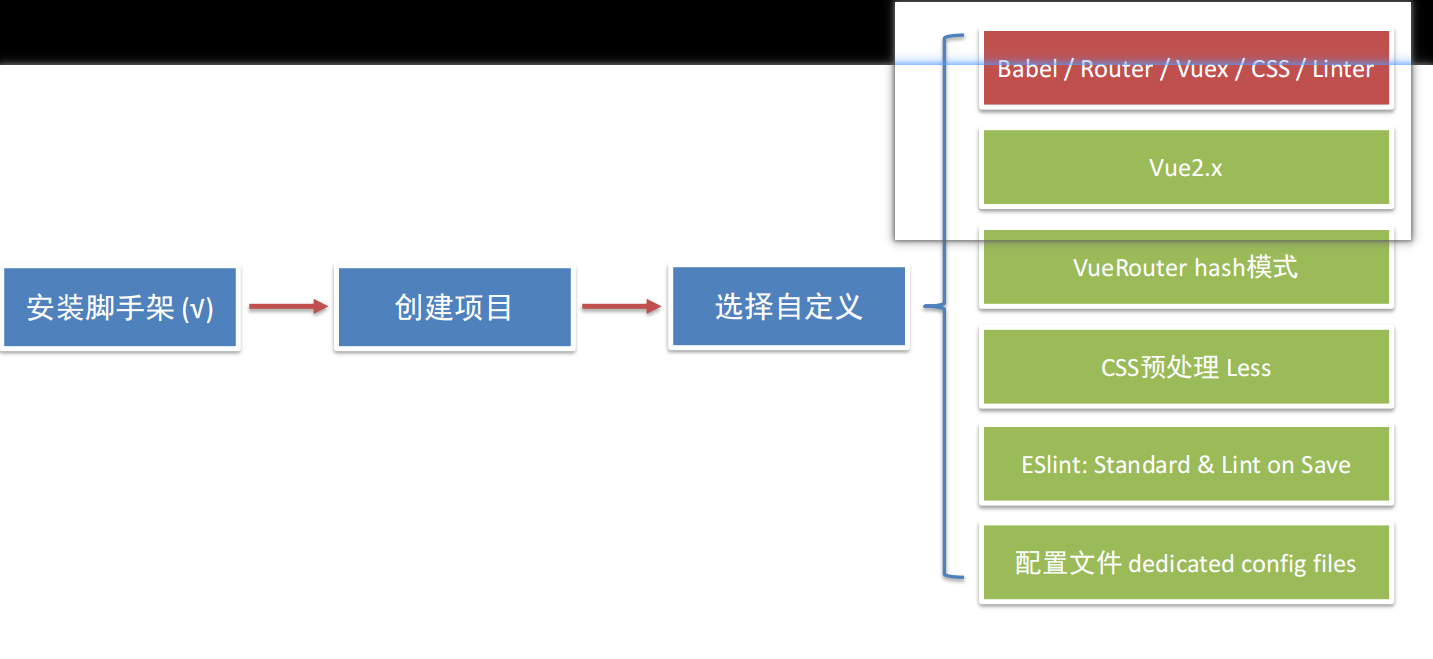 Babel / Router / Vuex / CSS / Linter
Vue2.x
VueRouter hash模式
安装脚手架 (√)
创建项目
选择自定义
CSS预处理 Less
ESlint: Standard & Lint on Save
配置文件 dedicated config files